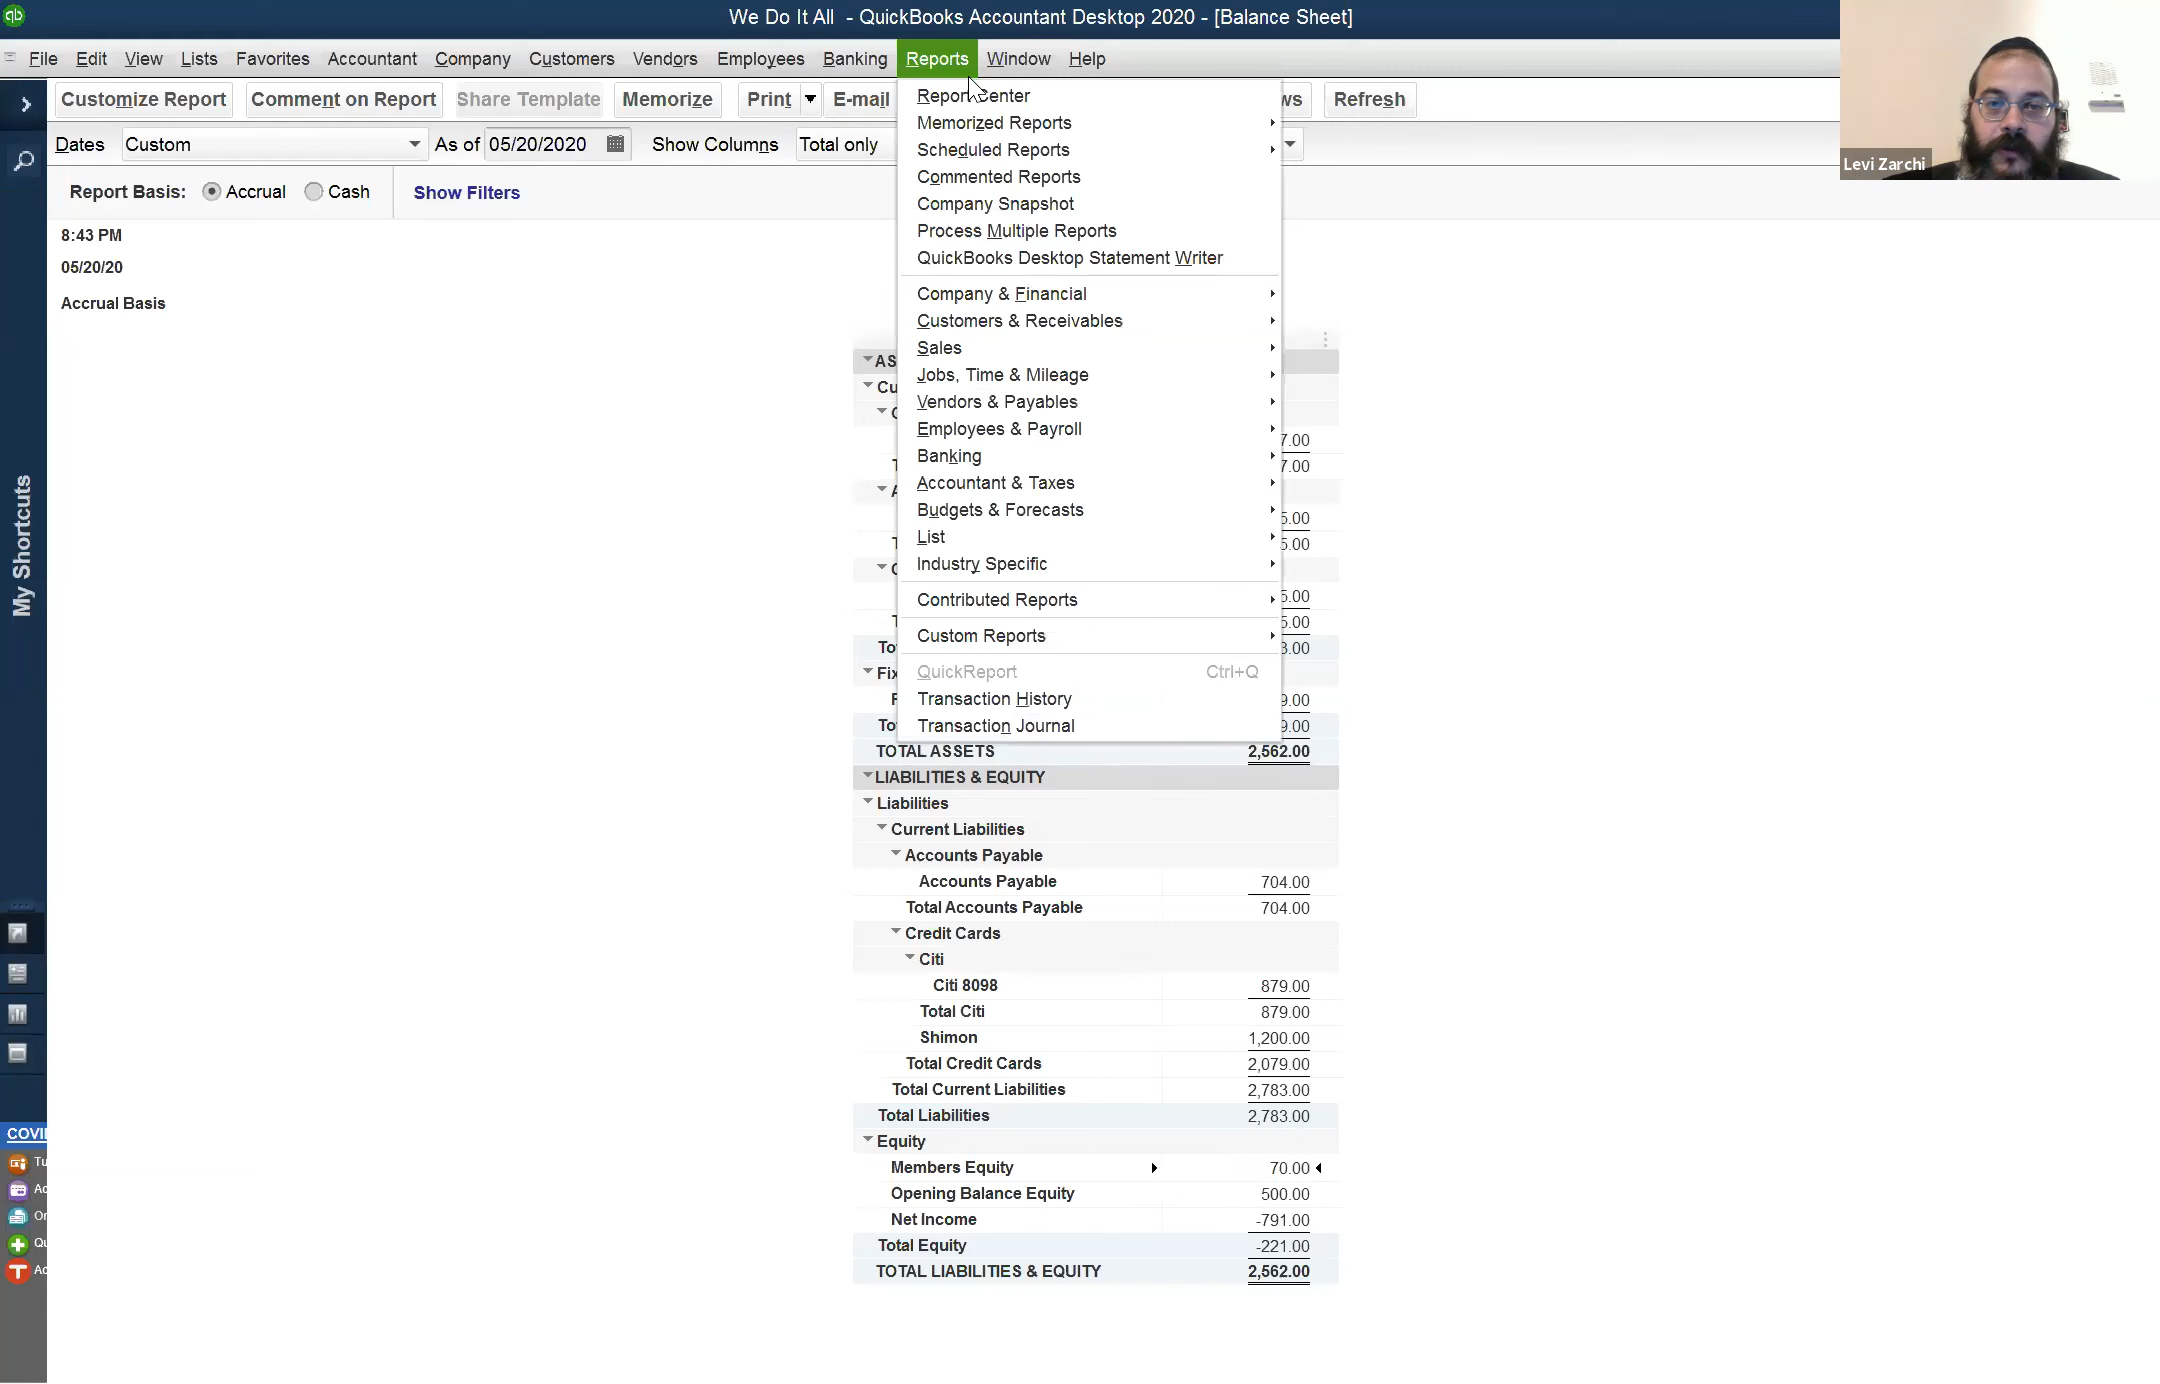 We Do It All - QuickBooks Accountant Desktop 2020 - [Balance Sheet]
File Edit View Lists Favorites Accountant Company Customers Vendors Employees Banking Reports Window Help
Customize Report Comment on Report Share Template Memorize Print E-mail Refresh
Dates Custom As of 05/20/2020 Show Columns Total only
Report Basis: Accrual Cash Show Filters
Levi Zarchi
My Shortcuts
8:43 PM
05/20/20
Accrual Basis
Report Center
Memorized Reports
Scheduled Reports
Commented Reports
Company Snapshot
Process Multiple Reports
QuickBooks Desktop Statement Writer
Company & Financial
Customers & Receivables
Sales
Jobs, Time & Mileage
Vendors & Payables
Employees & Payroll
Banking
Accountant & Taxes
Budgets & Forecasts
List
Industry Specific
Contributed Reports
Custom Reports
QuickReport Ctrl+Q
Transaction History
Transaction Journal
TOTAL ASSETS 2,562.00
LIABILITIES & EQUITY
Liabilities
Current Liabilities
Accounts Payable
Accounts Payable 704.00
Total Accounts Payable 704.00
Credit Cards
Citi
Citi 8098 879.00
Total Citi 879.00
Shimon 1,200.00
Total Credit Cards 2,079.00
Total Current Liabilities 2,783.00
Total Liabilities 2,783.00
Equity
Members Equity 70.00
Opening Balance Equity 500.00
Net Income -791.00
Total Equity -221.00
TOTAL LIABILITIES & EQUITY 2,562.00